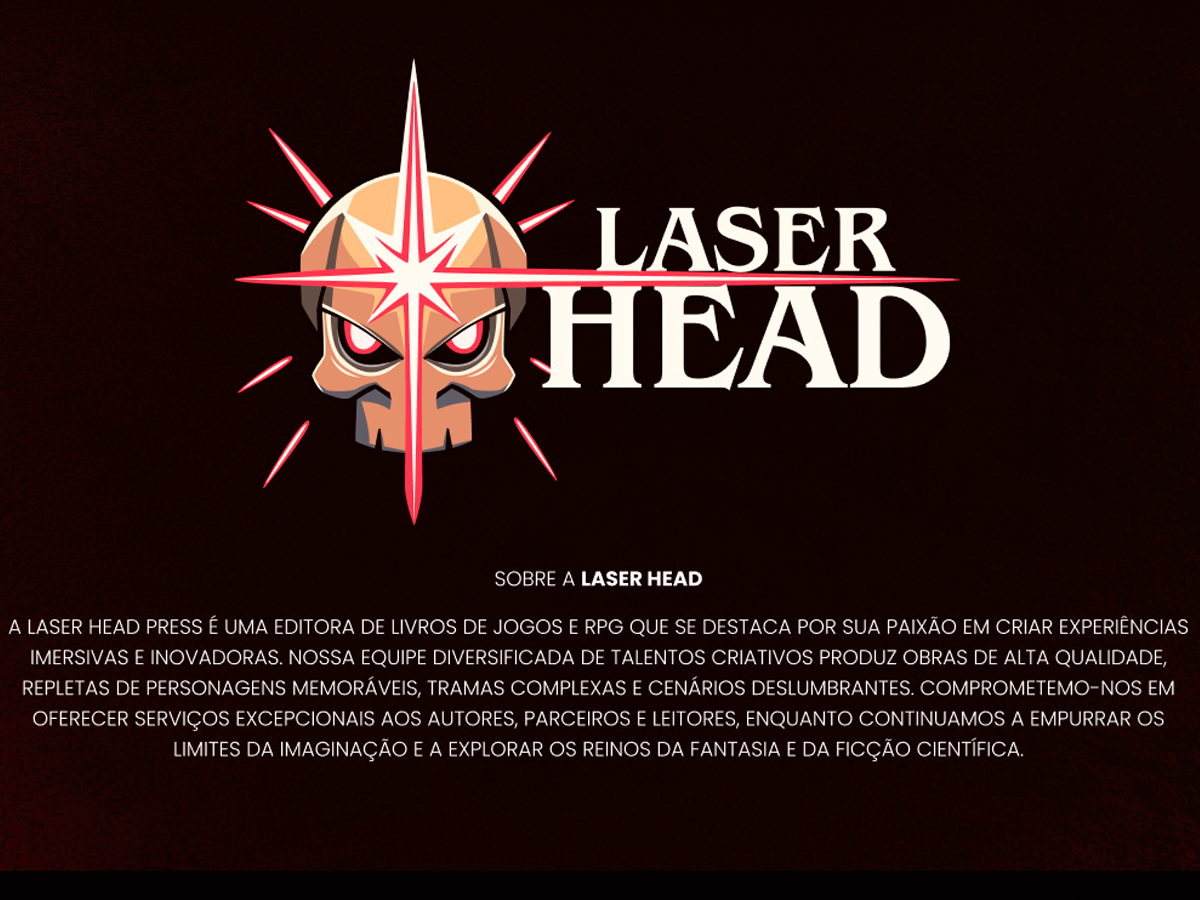 LASER
HEAD
SOBRE A LASER HEAD
A LASER HEAD PRESS É UMA EDITORA DE LIVROS DE JOGOS E RPG QUE SE DESTACA POR SUA PAIXÃO EM CRIAR EXPERIÊNCIAS
IMERSIVAS E INOVADORAS. NOSSA EQUIPE DIVERSIFICADA DE TALENTOS CRIATIVOS PRODUZ OBRAS DE ALTA QUALIDADE,
REPLETAS DE PERSONAGENS MEMORÁVEIS, TRAMAS COMPLEXAS E CENÁRIOS DESLUMBRANTES. COMPROMETEMO-NOS EM
OFERECER SERVIÇOS EXCEPCIONAIS AOS AUTORES, PARCEIROS E LEITORES, ENQUANTO CONTINUAMOS A EMPURRAR OS
LIMITES DA IMAGINAÇÃO E A EXPLORAR OS REINOS DA FANTASIA E DA FICÇÃO CIENTÍFICA.